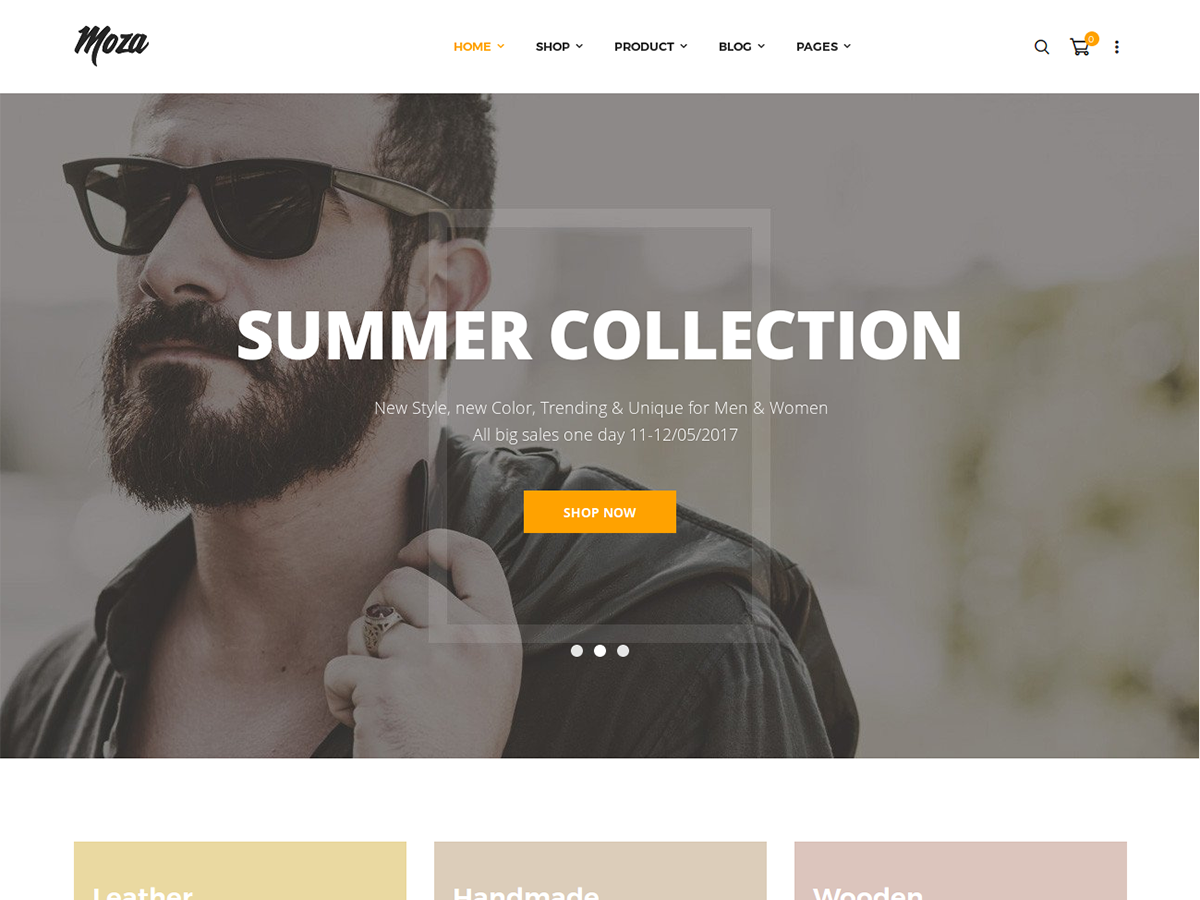 Moza
HOME SHOP PRODUCT BLOG PAGES
0
SUMMER COLLECTION
New Style, new Color, Trending & Unique for Men & Women
All big sales one day 11-12/05/2017
SHOP NOW
Leather Handmade Wooden